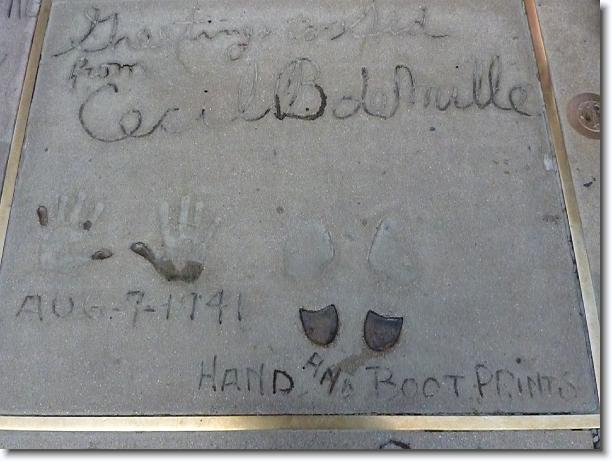 Greetings to Sid
from
Cecil B deMille
AUG-7-1941
HAND AND BOOT PRINTS